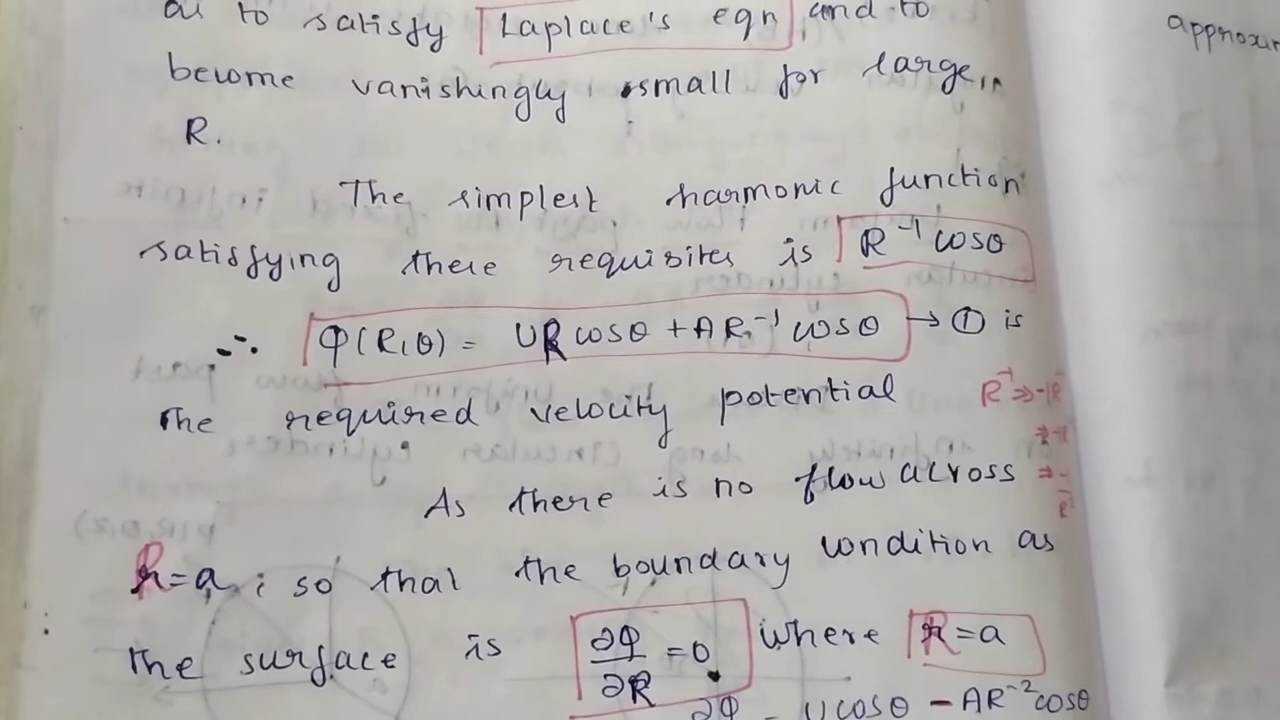 as to satisfy Laplace's eqn and to
become vanishingly small for large
R.
The simplest harmonic function
satisfying these requisites is R⁻¹ cosθ
∴ φ(R,θ) = UR cosθ + AR⁻¹ cosθ → ① is
the required velocity potential
As there is no flow across
R=a, so that the boundary condition as
the surface is ∂φ/∂R = 0 where R=a
∂φ U cosθ - AR⁻² cosθ